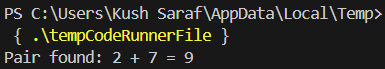 PS C:\Users\Kush Saraf\AppData\Local\Temp>
{ .\tempCodeRunnerFile }
Pair found: 2 + 7 = 9